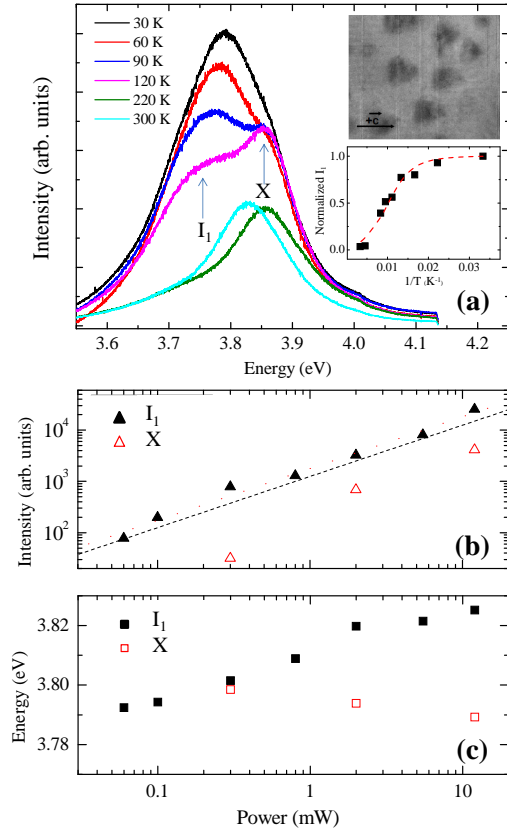 30 K
60 K
90 K
120 K
220 K
300 K
+c
Intensity (arb. units)
I1
X
Normalized I1
1.0
0.5
0.0
0.01 0.02 0.03 0.04
1/T (K-1)
(a)
3.6 3.7 3.8 3.9 4.0 4.1 4.2
Energy (eV)
Intensity (arb. units)
10^4
10^3
10^2
I1
X
(b)
Energy (eV)
3.82
3.80
3.78
I1
X
(c)
0.1 1 10
Power (mW)